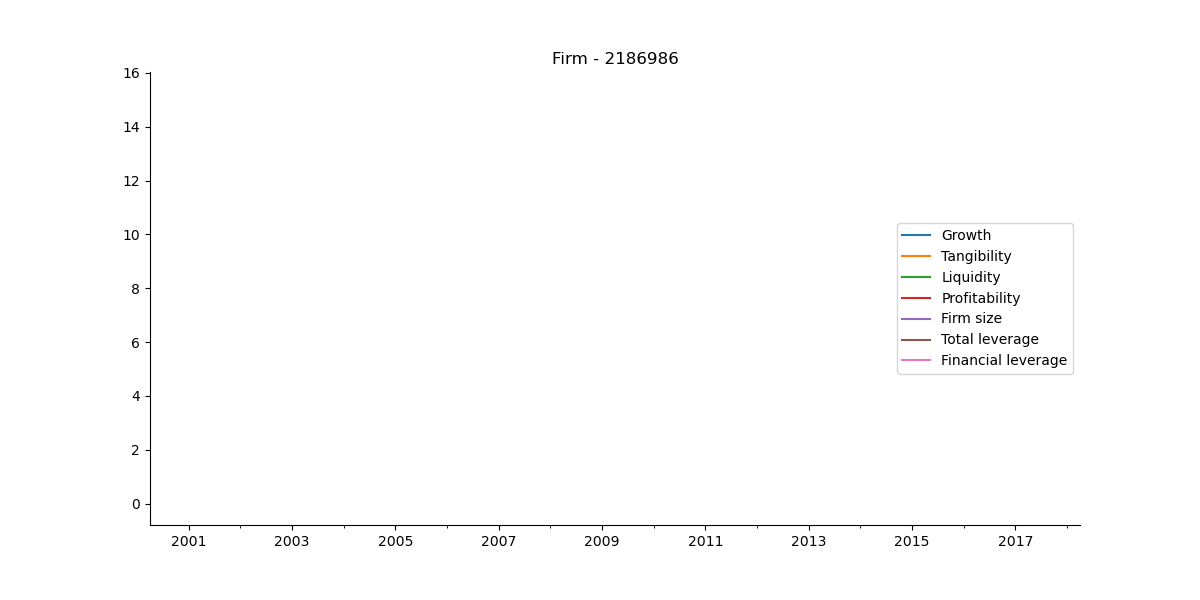 Firm - 2186986
16
14
12
10
8
6
4
2
0
Growth
Tangibility
Liquidity
Profitability
Firm size
Total leverage
Financial leverage
2001 2003 2005 2007 2009 2011 2013 2015 2017